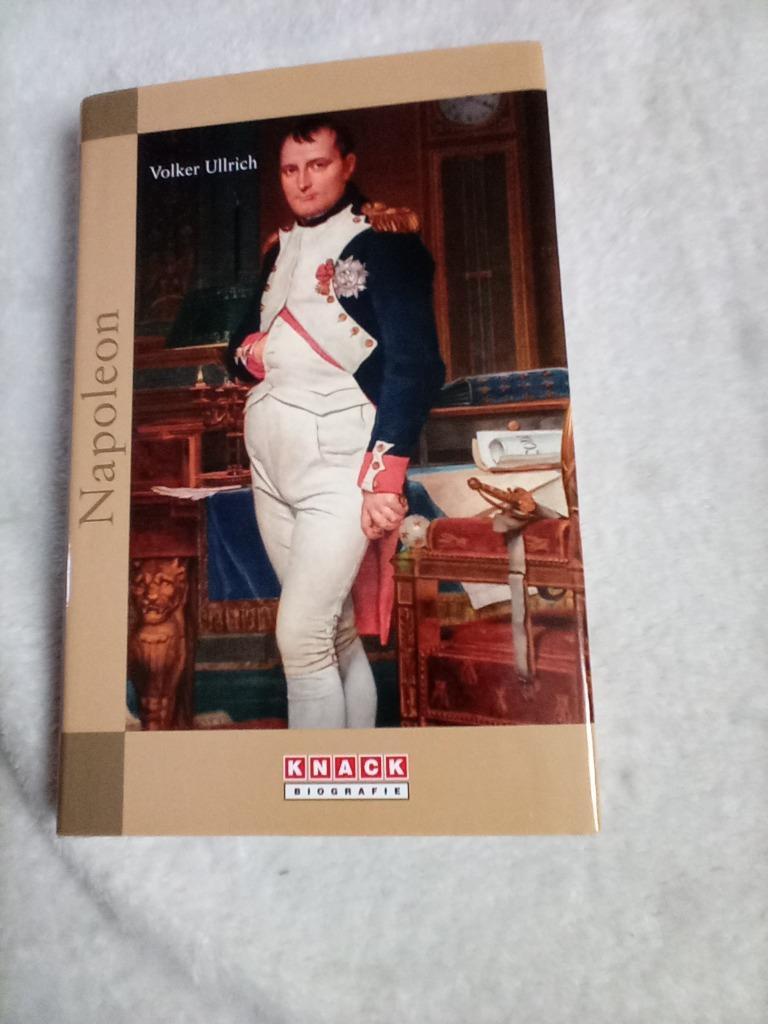 Volker Ullrich
Napoleon
KNACK
BIOGRAFIE